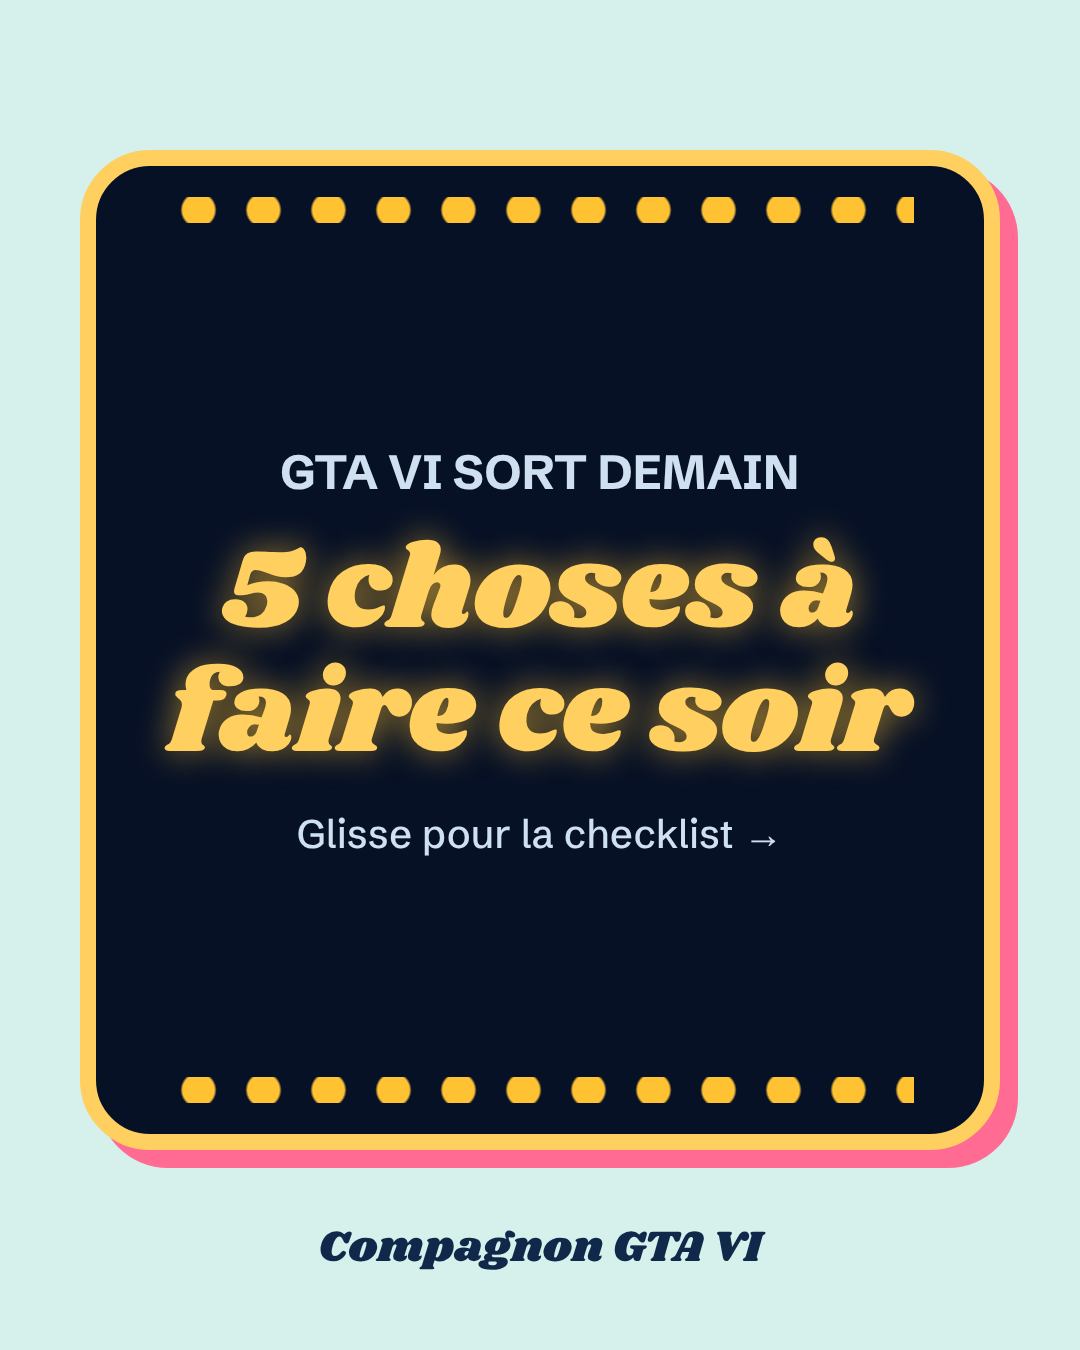 GTA VI SORT DEMAIN
5 choses à
faire ce soir
Glisse pour la checklist →
Compagnon GTA VI